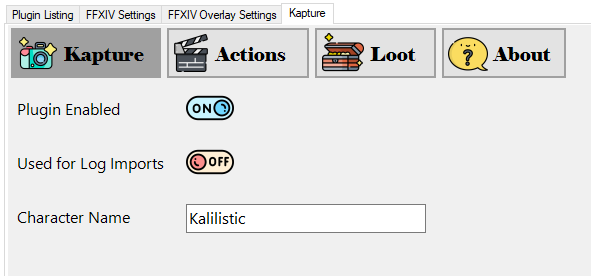 Plugin Listing FFXIV Settings FFXIV Overlay Settings Kapture
Kapture Actions Loot About
Plugin Enabled ON
Used for Log Imports OFF
Character Name Kalilistic